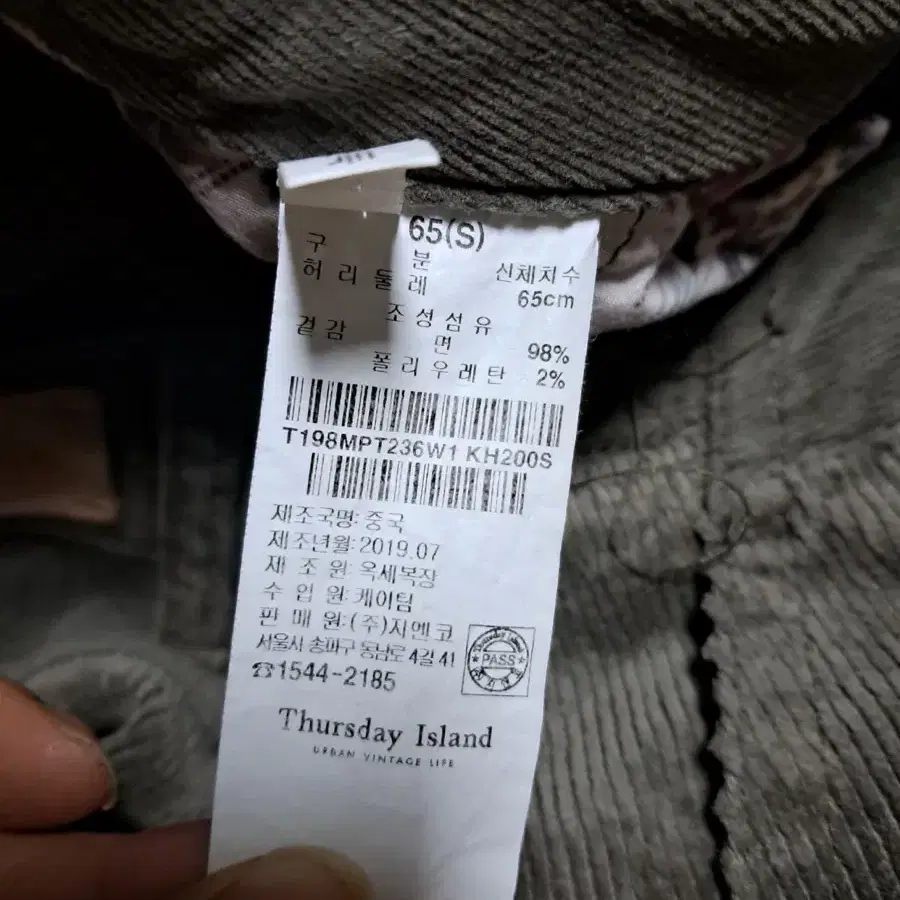 65(S)
구 분 신체치수
허 리 둘 레 65cm
조 성 섬 유
겉 감 면 98%
폴 리 우 레 탄 2%
T198MPT236W1 KH200S
제조국명: 중국
제조년월: 2019.07
제 조 원: 옥세복장
수 입 원: 케이팀
판 매 원: (주)지엔코
서울시 송파구 동남로 4길 41
☎1544-2185
Thursday Island
PASS
Thursday Island
URBAN VINTAGE LIFE